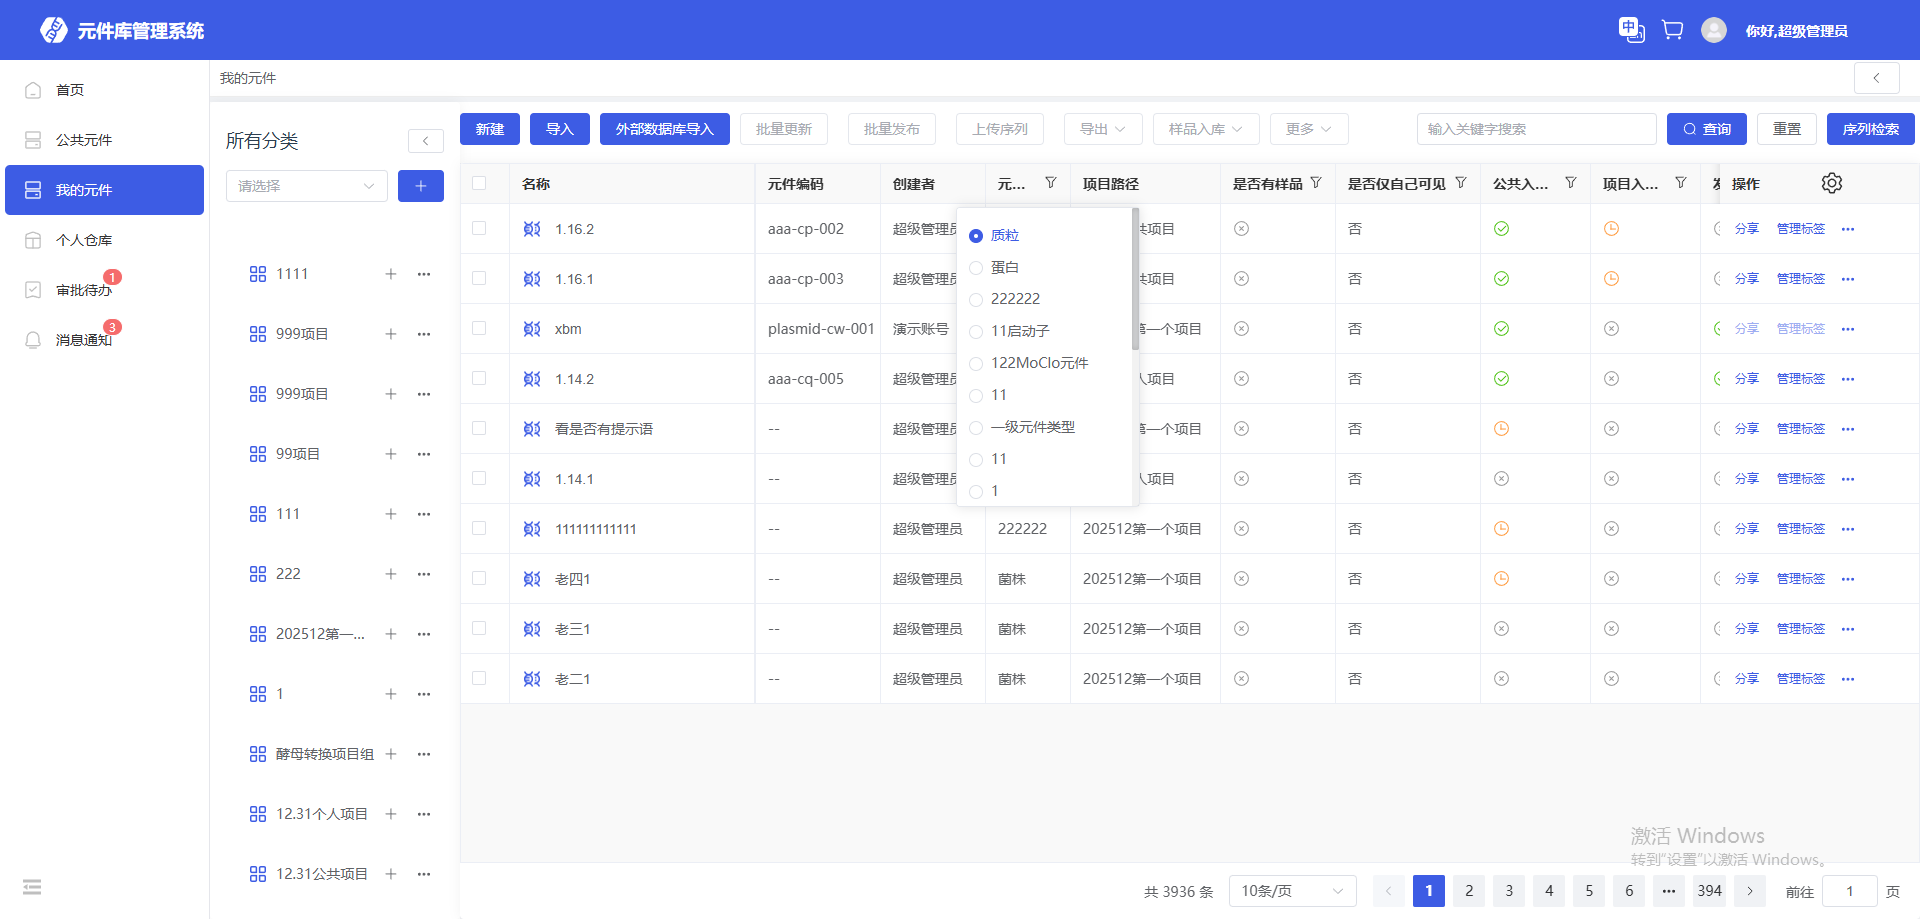 元件库管理系统
中
你好,超级管理员
首页
公共元件
我的元件
个人仓库
审批待办
1
消息通知
3
我的元件
所有分类
请选择
1111
999项目
999项目
99项目
111
222
202512第一...
1
酵母转换项目组
12.31个人项目
12.31公共项目
新建 导入 外部数据库导入 批量更新 批量发布 上传序列 导出 样品入库 更多 输入关键字搜索 查询 重置 序列检索
名称 元件编码 创建者 元... 项目路径 是否有样品 是否仅自己可见 公共入... 项目入... 操作
1.16.2 aaa-cp-002 超级管理员 共项目 否 分享 管理标签
1.16.1 aaa-cp-003 超级管理员 共项目 否 分享 管理标签
xbm plasmid-cw-001 演示账号 第一个项目 否 分享 管理标签
1.14.2 aaa-cq-005 超级管理员 人项目 否 分享 管理标签
看是否有提示语 -- 超级管理员 第一个项目 否 分享 管理标签
1.14.1 -- 超级管理员 人项目 否 分享 管理标签
111111111111 -- 超级管理员 222222 202512第一个项目 否 分享 管理标签
老四1 -- 超级管理员 菌株 202512第一个项目 否 分享 管理标签
老三1 -- 超级管理员 菌株 202512第一个项目 否 分享 管理标签
老二1 -- 超级管理员 菌株 202512第一个项目 否 分享 管理标签
质粒
蛋白
222222
11启动子
122MoClo元件
11
一级元件类型
11
1
激活 Windows
转到"设置"以激活 Windows。
共 3936 条 10条/页 1 2 3 4 5 6 ... 394 前往 1 页